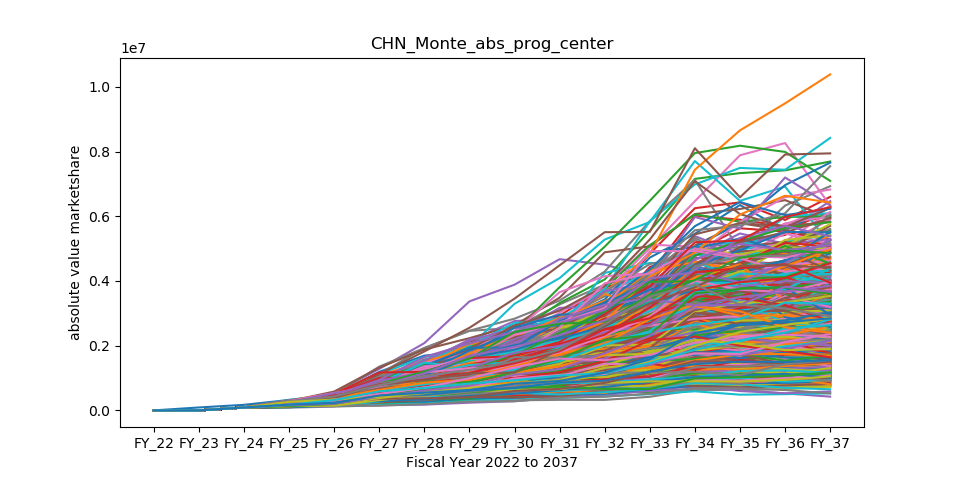 CHN_Monte_abs_prog_center
1e7
1.0
0.8
0.6
0.4
0.2
0.0
absolute value marketshare
FY_22 FY_23 FY_24 FY_25 FY_26 FY_27 FY_28 FY_29 FY_30 FY_31 FY_32 FY_33 FY_34 FY_35 FY_36 FY_37
Fiscal Year 2022 to 2037